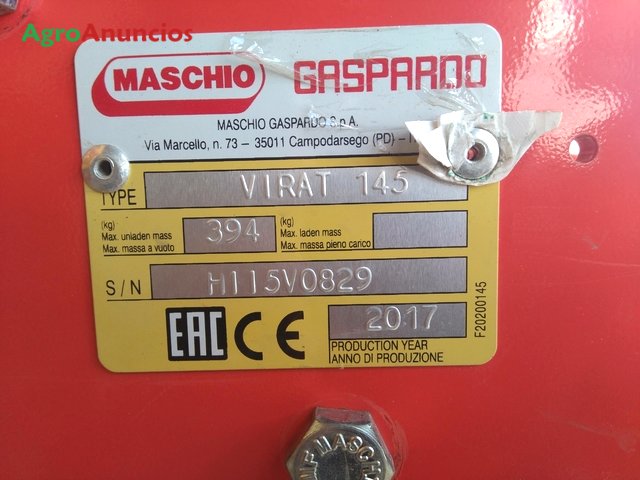 AgroAnuncios
MASCHIO GASPARDO
MASCHIO GASPARDO S.p.A.
Via Marcello, n. 73 – 35011 Campodarsego (PD) –
TYPE VIRAT 145
(kg)
Max. unladen mass
Max. massa a vuoto
394
(kg)
Max. laden mass
Max. massa pieno carico
S/N H115V0829
EAC CE 2017
PRODUCTION YEAR
ANNO DI PRODUZIONE
F20200145
MASCH